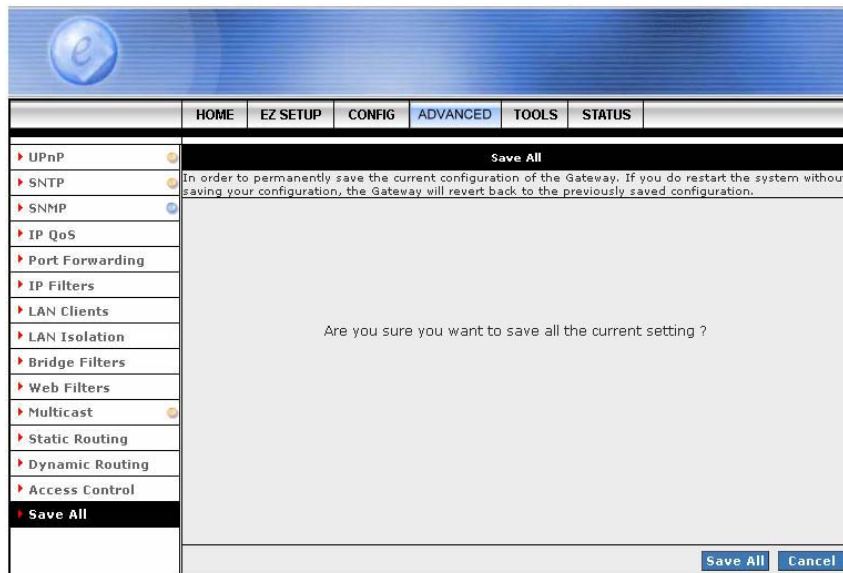 e
HOME EZ SETUP CONFIG ADVANCED TOOLS STATUS
UPnP
SNTP
SNMP
IP QoS
Port Forwarding
IP Filters
LAN Clients
LAN Isolation
Bridge Filters
Web Filters
Multicast
Static Routing
Dynamic Routing
Access Control
Save All
Save All
In order to permanently save the current configuration of the Gateway. If you do restart the system withou
saving your configuration, the Gateway will revert back to the previously saved configuration.
Are you sure you want to save all the current setting ?
Save All Cancel